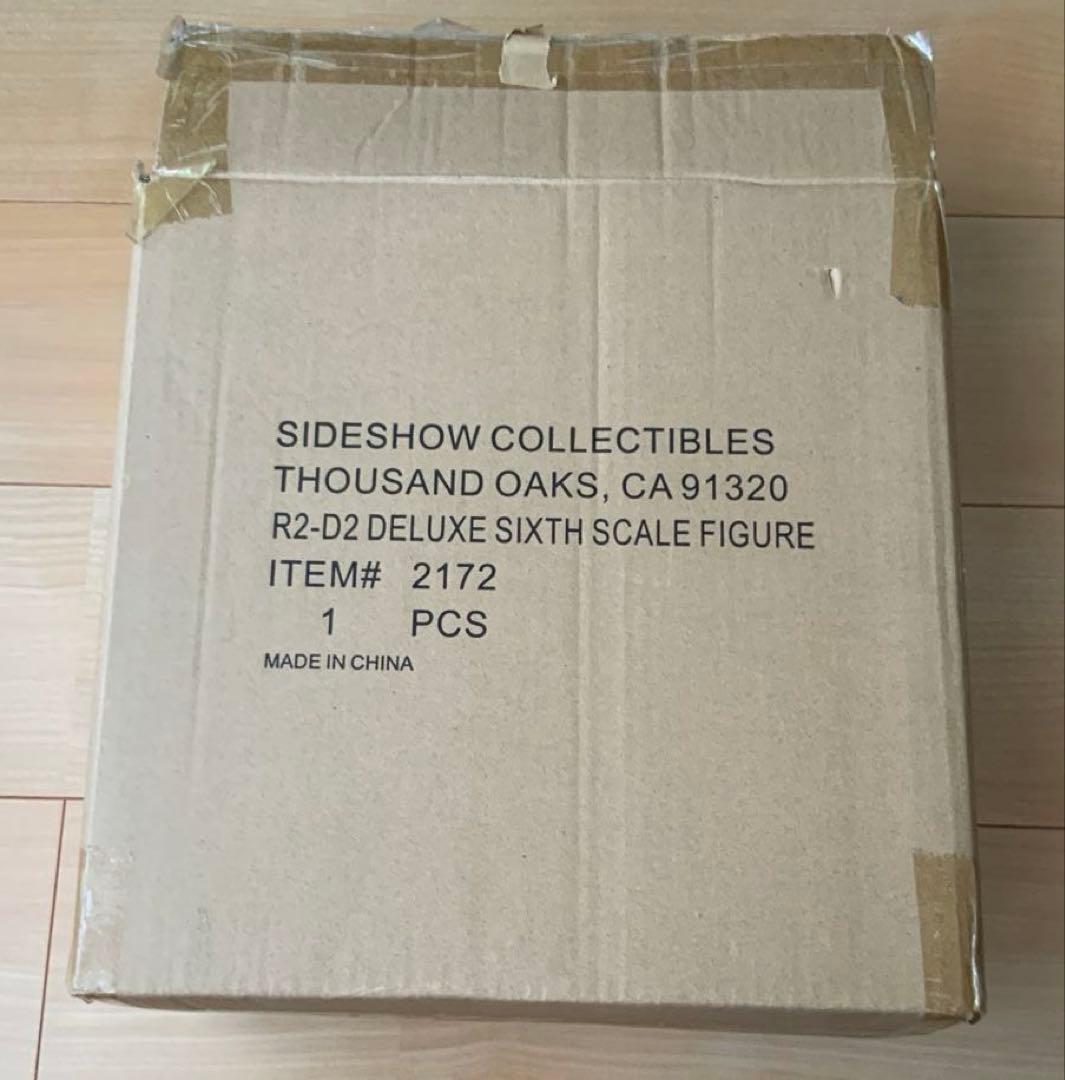 SIDESHOW COLLECTIBLES
THOUSAND OAKS, CA 91320
R2-D2 DELUXE SIXTH SCALE FIGURE
ITEM# 2172
1 PCS
MADE IN CHINA